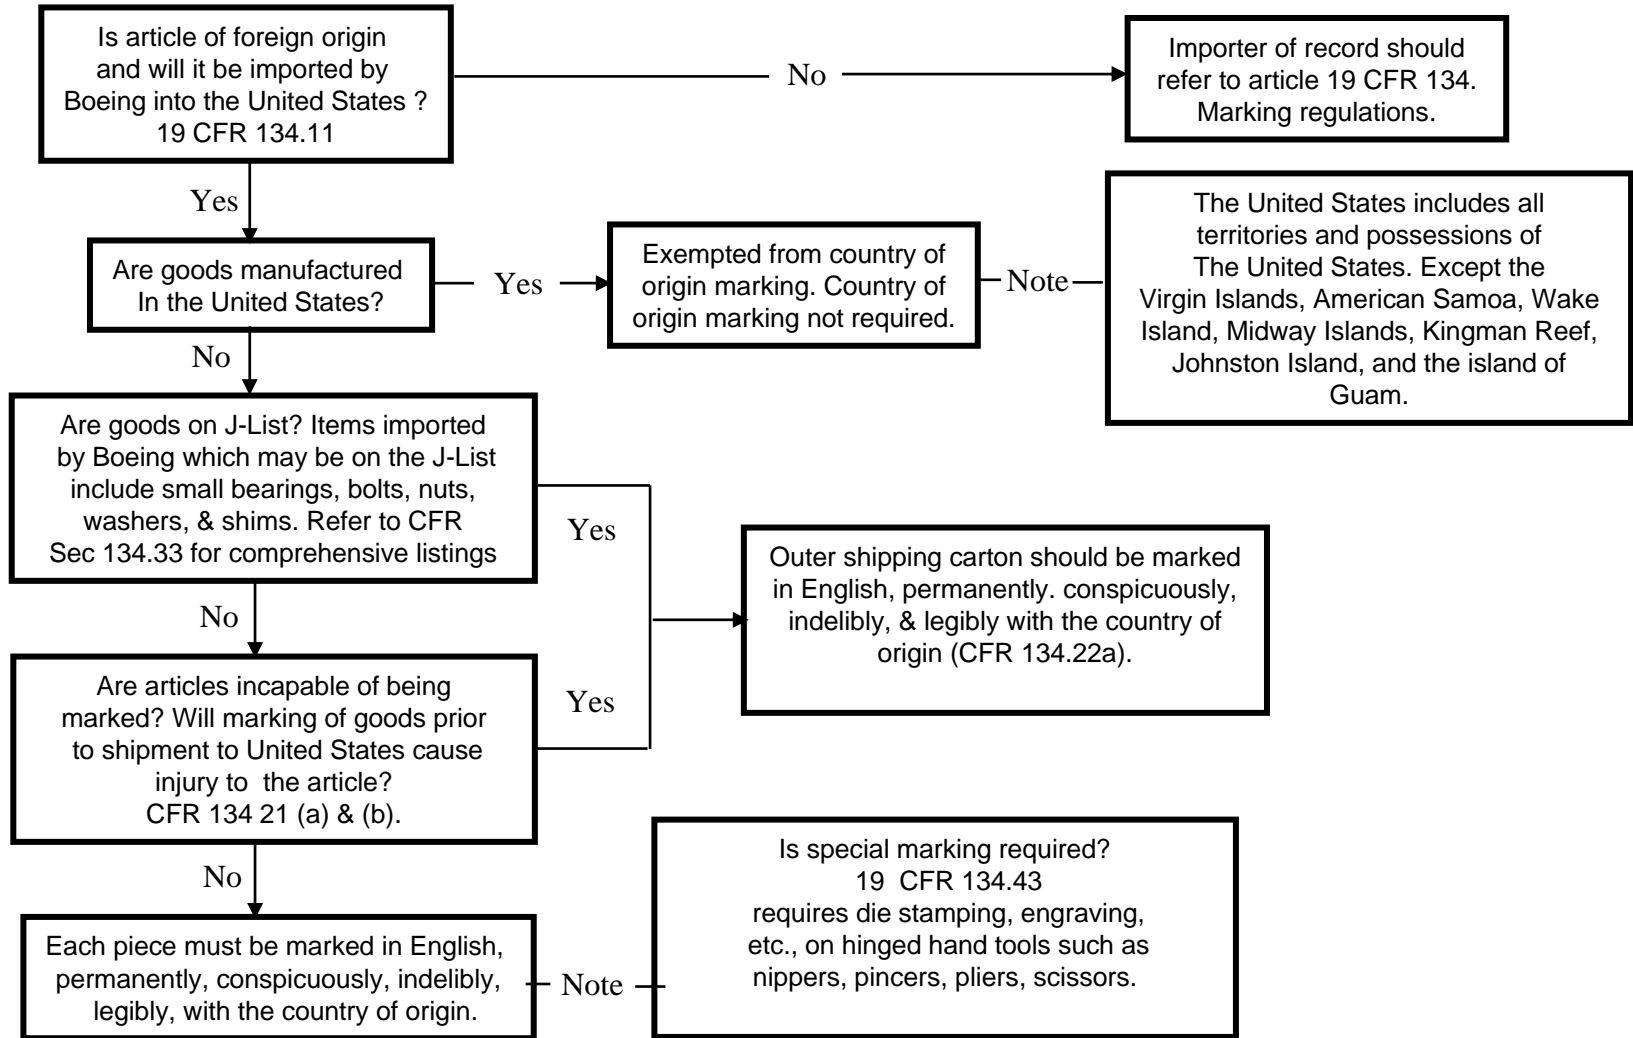 Is article of foreign origin
and will it be imported by
Boeing into the United States ?
19 CFR 134.11
No
Importer of record should
refer to article 19 CFR 134.
Marking regulations.
Yes
Are goods manufactured
In the United States?
Yes
Exempted from country of
origin marking. Country of
origin marking not required.
Note
The United States includes all
territories and possessions of
The United States. Except the
Virgin Islands, American Samoa, Wake
Island, Midway Islands, Kingman Reef,
Johnston Island, and the island of
Guam.
No
Are goods on J-List? Items imported
by Boeing which may be on the J-List
include small bearings, bolts, nuts,
washers, & shims. Refer to CFR
Sec 134.33 for comprehensive listings
Yes
Outer shipping carton should be marked
in English, permanently. conspicuously,
indelibly, & legibly with the country of
origin (CFR 134.22a).
No
Are articles incapable of being
marked? Will marking of goods prior
to shipment to United States cause
injury to the article?
CFR 134 21 (a) & (b).
Yes
No
Each piece must be marked in English,
permanently, conspicuously, indelibly,
legibly, with the country of origin.
Note
Is special marking required?
19 CFR 134.43
requires die stamping, engraving,
etc., on hinged hand tools such as
nippers, pincers, pliers, scissors.